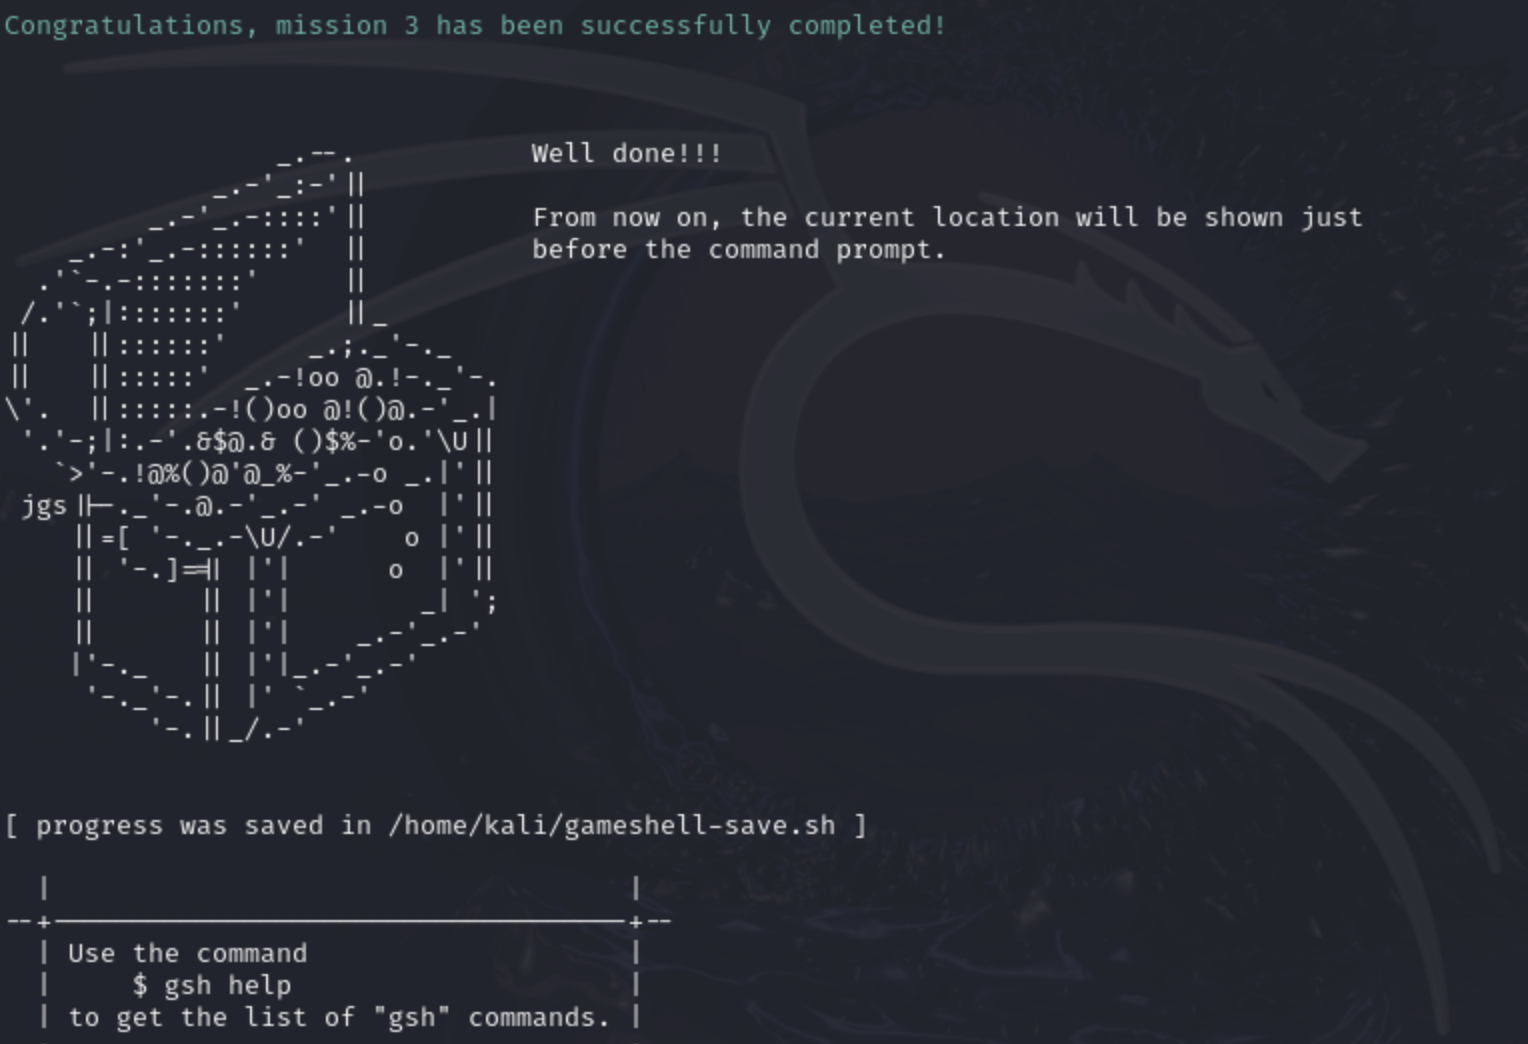 Congratulations, mission 3 has been successfully completed!
Well done!!!
From now on, the current location will be shown just
before the command prompt.
jgs
[ progress was saved in /home/kali/gameshell-save.sh ]
Use the command
$ gsh help
to get the list of "gsh" commands.